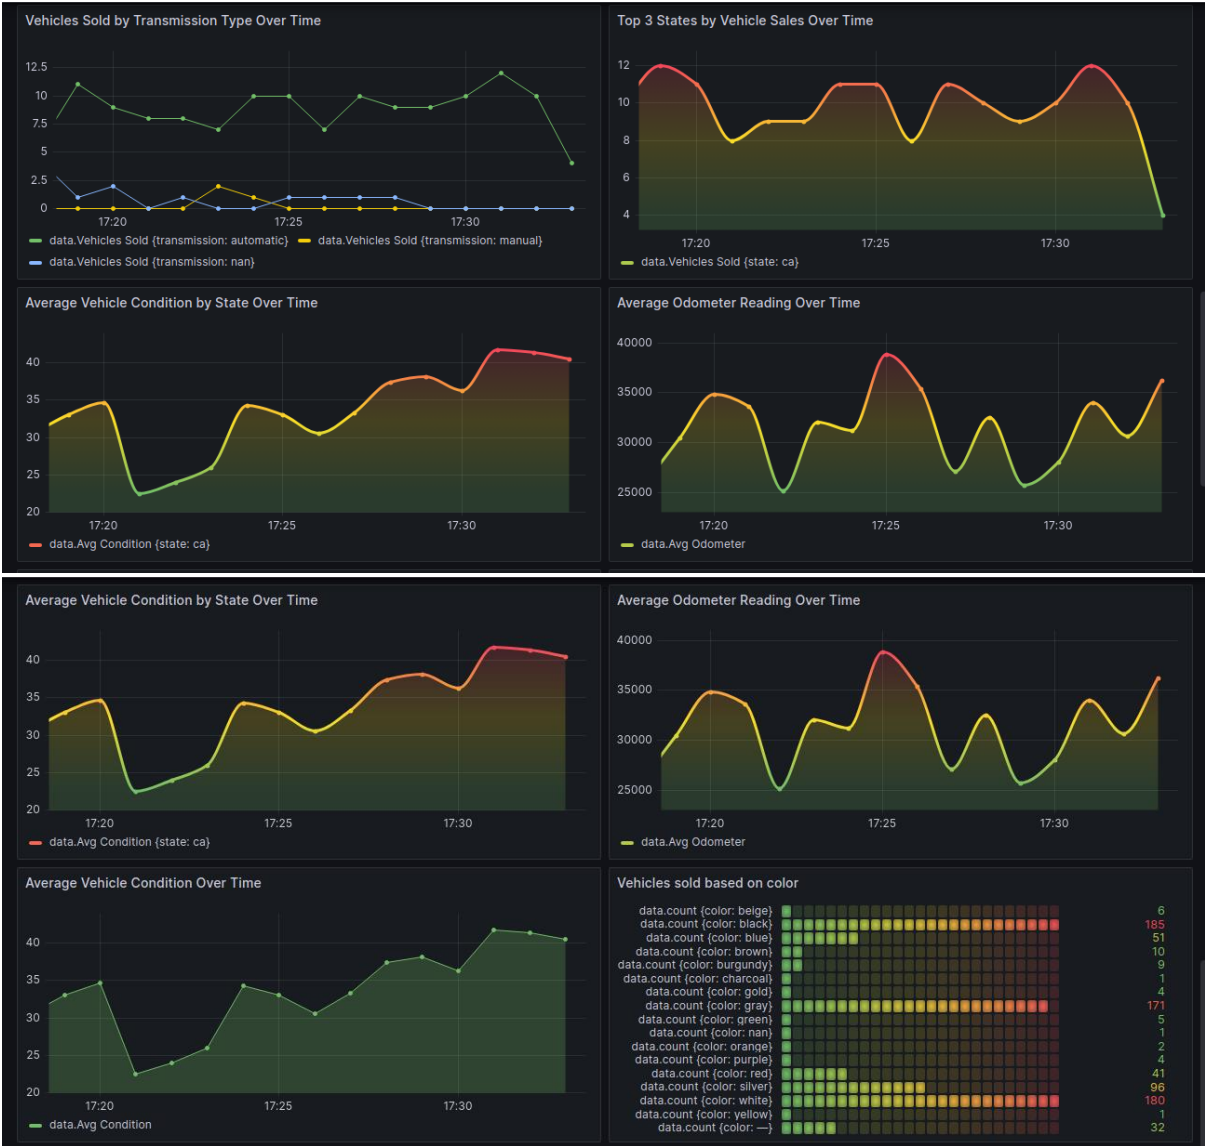 Vehicles Sold by Transmission Type Over Time
12.5
10
7.5
5
2.5
0
17:20 17:25 17:30
data.Vehicles Sold {transmission: automatic} data.Vehicles Sold {transmission: manual}
data.Vehicles Sold {transmission: nan}
Top 3 States by Vehicle Sales Over Time
12
10
8
6
4
17:20 17:25 17:30
data.Vehicles Sold {state: ca}
Average Vehicle Condition by State Over Time
40
35
30
25
20
17:20 17:25 17:30
data.Avg Condition {state: ca}
Average Odometer Reading Over Time
40000
35000
30000
25000
17:20 17:25 17:30
data.Avg Odometer
Average Vehicle Condition by State Over Time
40
35
30
25
20
17:20 17:25 17:30
data.Avg Condition {state: ca}
Average Odometer Reading Over Time
40000
35000
30000
25000
17:20 17:25 17:30
data.Avg Odometer
Average Vehicle Condition Over Time
40
35
30
25
20
17:20 17:25 17:30
data.Avg Condition
Vehicles sold based on color
data.count {color: beige} 6
data.count {color: black} 185
data.count {color: blue} 51
data.count {color: brown} 10
data.count {color: burgundy} 9
data.count {color: charcoal} 1
data.count {color: gold} 4
data.count {color: gray} 171
data.count {color: green} 5
data.count {color: nan} 1
data.count {color: orange} 2
data.count {color: purple} 4
data.count {color: red} 41
data.count {color: silver} 96
data.count {color: white} 180
data.count {color: yellow} 1
data.count {color: —} 32